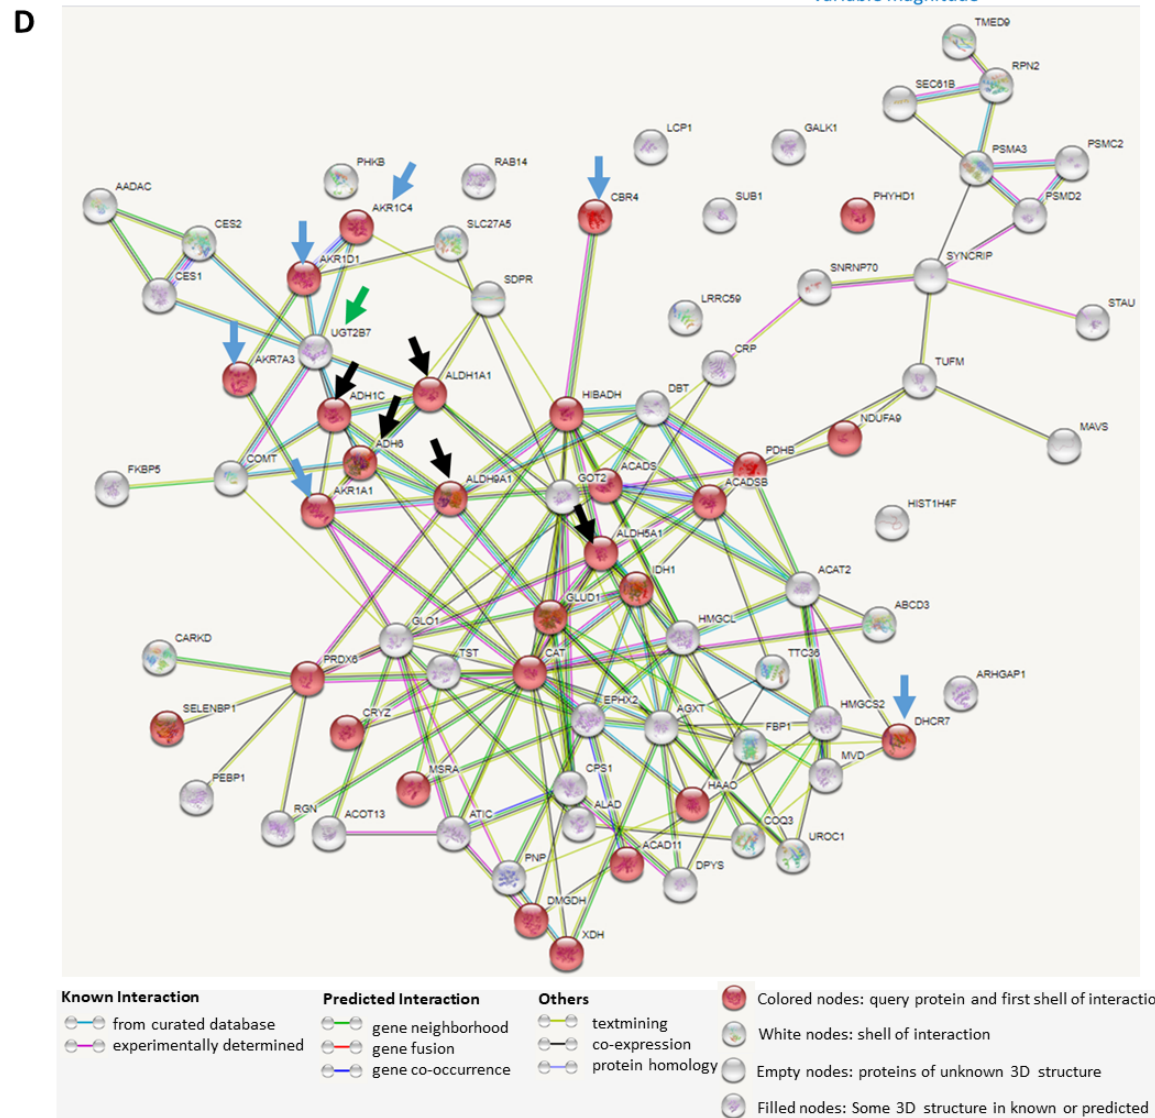 variable magnitude
D
TMED9
RPN2
SEC61B
LCP1
GALK1
PSMA3
PSMC2
PHKB
RAB14
AADAC
AKR1C4
CBR4
SUB1
PHYHD1
PSMD2
CES2
SLC27A5
AKR1D1
SYNCRIP
CES1
SDPR
SNRNP70
LRRC59
STAU
UGT2B7
CRP
AKR7A3
TUFM
ALDH1A1
ADH1C
HIBADH
DBT
NDUFA9
MAVS
ADH6
PDHB
FKBP5
COMT
ALDH9A1
GOT2
ACADS
ACADSB
AKR1A1
HIST1H4F
ALDH5A1
IDH1
ACAT2
GLUD1
ABCD3
GLO1
HMGCL
CARKD
PRDX6
TST
CAT
TTC36
ARHGAP1
SELENBP1
CRYZ
EPHX2
AGXT
HMGCS2
FBP1
DHCR7
MVD
PEBP1
MSRA
CPS1
HAAO
RGN
ACOT13
ATIC
ALAD
COQ3
UROC1
ACAD11
PNP
DPYS
DMGDH
XDH
Known Interaction
from curated database
experimentally determined
Predicted Interaction
gene neighborhood
gene fusion
gene co-occurrence
Others
textmining
co-expression
protein homology
Colored nodes: query protein and first shell of interactio
White nodes: shell of interaction
Empty nodes: proteins of unknown 3D structure
Filled nodes: Some 3D structure in known or predicted